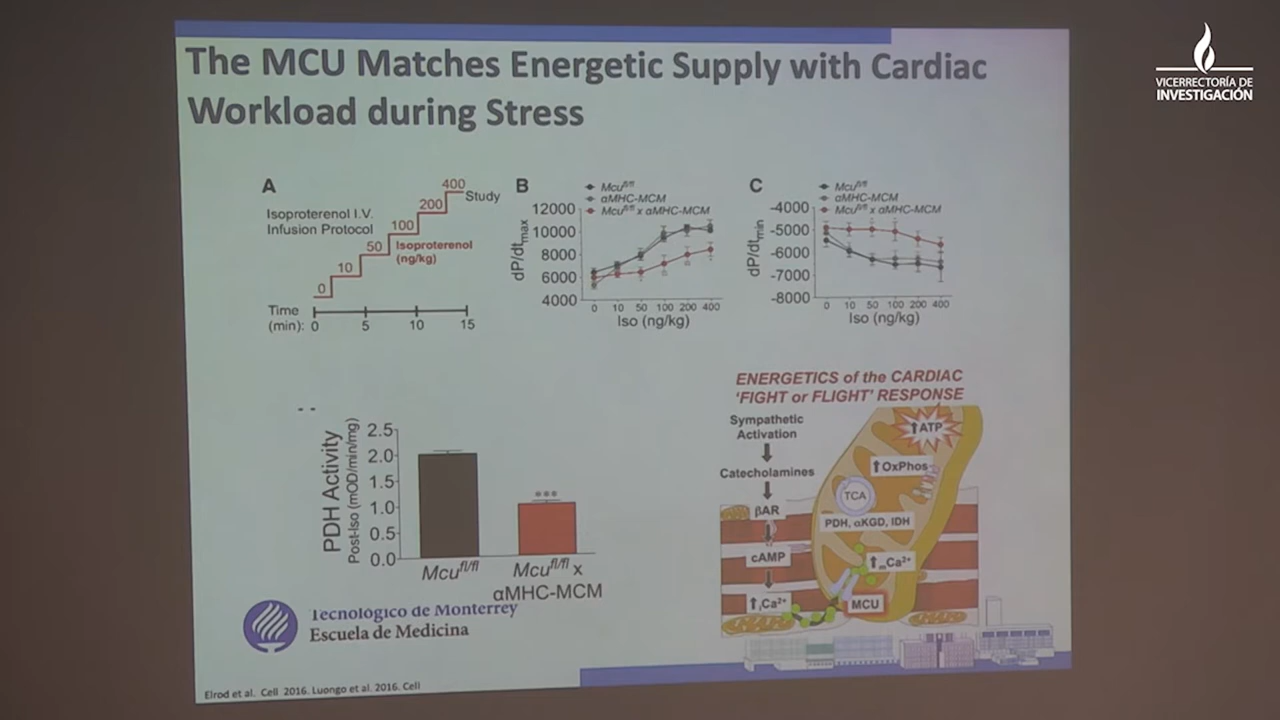 The MCU Matches Energetic Supply with Cardiac
Workload during Stress
VICERRECTORÍA DE
INVESTIGACIÓN
A
Isoproterenol I.V.
Infusion Protocol
0
10
50
100
200
400
Study
Isoproterenol
(ng/kg)
Time
(min): 0 5 10 15
B
Mcu^fl/fl
αMHC-MCM
Mcu^fl/fl x αMHC-MCM
dP/dt max
12000
10000
8000
6000
4000
0 10 50 100 200 400
Iso (ng/kg)
C
Mcu^fl/fl
αMHC-MCM
Mcu^fl/fl x αMHC-MCM
dP/dt min
-4000
-5000
-6000
-7000
-8000
0 10 50 100 200 400
Iso (ng/kg)
PDH Activity
Post-Iso (mOD/min/mg)
2.5
2.0
1.5
1.0
0.5
0.0
***
Mcu^fl/fl
Mcu^fl/fl x
αMHC-MCM
ENERGETICS of the CARDIAC
'FIGHT or FLIGHT' RESPONSE
Sympathetic
Activation
Catecholamines
βAR
cAMP
↑iCa²⁺
↑ATP
↑OxPhos
TCA
PDH, αKGD, IDH
↑mCa²⁺
MCU
Tecnológico de Monterrey
Escuela de Medicina
Elrod et al. Cell 2016. Luongo et al. 2016. Cell